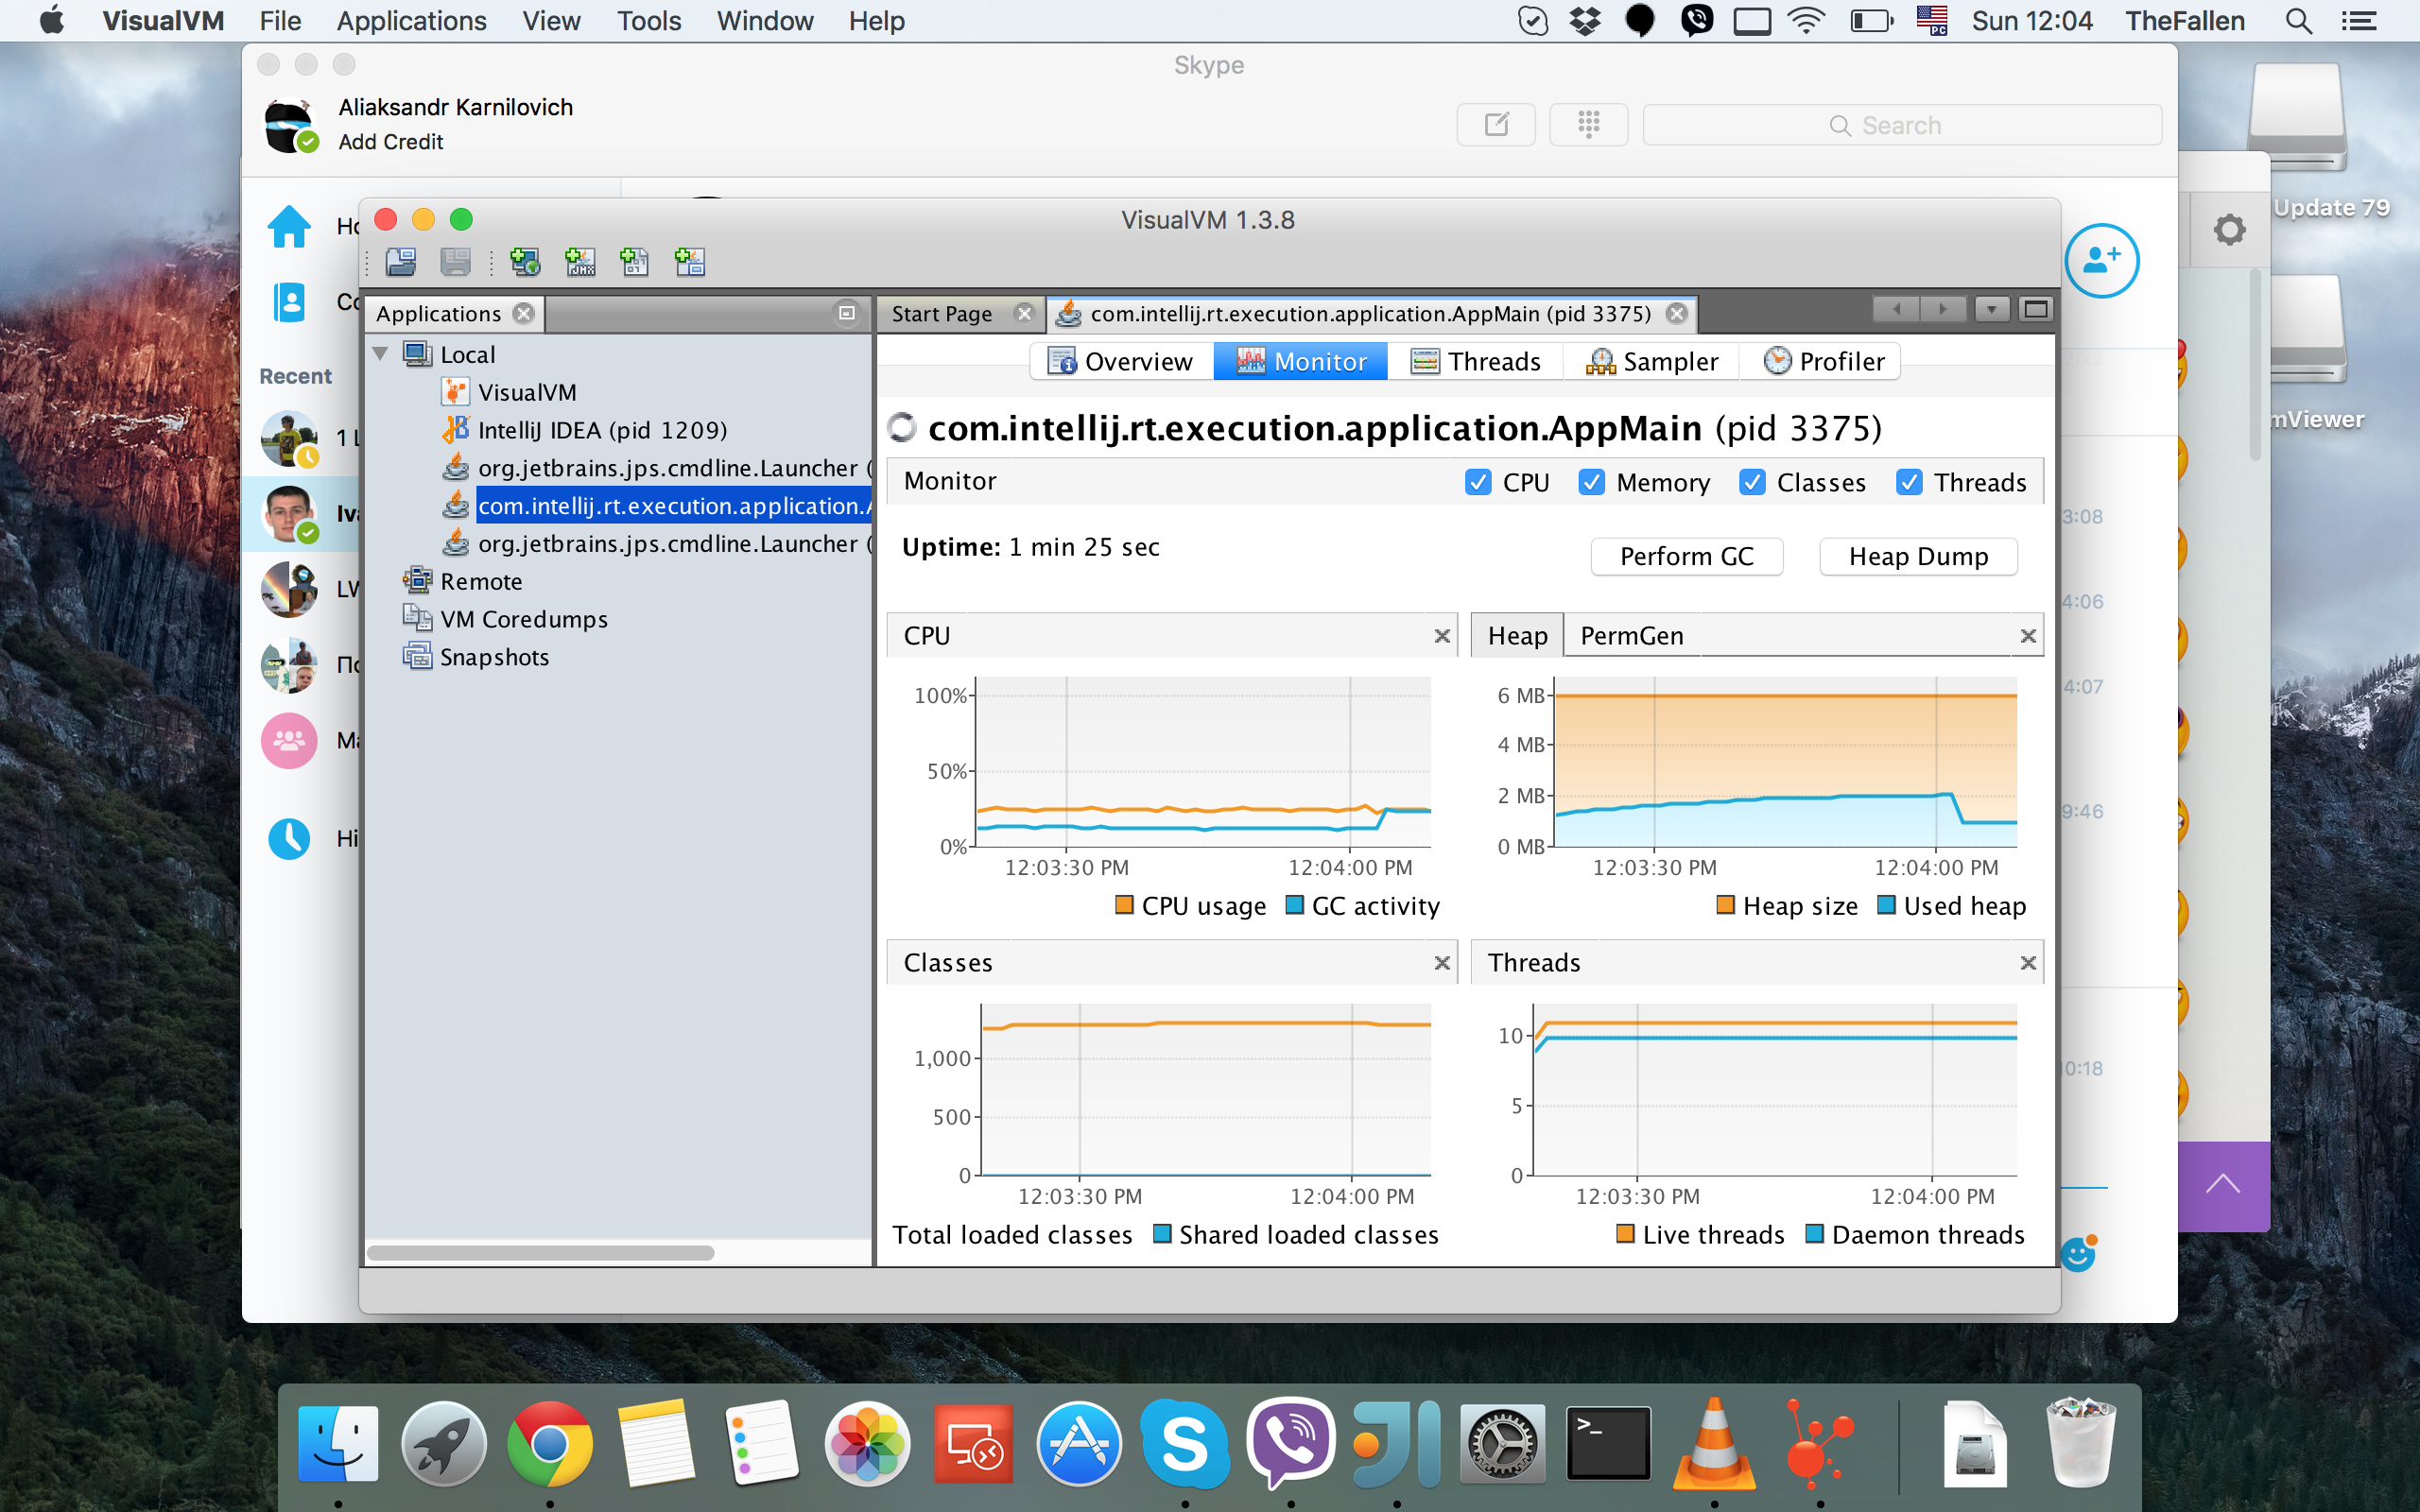 VisualVM File Applications View Tools Window Help
PC Sun 12:04 TheFallen
Skype
Aliaksandr Karnilovich
Add Credit
Search
Update 79
Recent
VisualVM 1.3.8
Applications
Start Page
com.intellij.rt.execution.application.AppMain (pid 3375)
Local
VisualVM
IntelliJ IDEA (pid 1209)
org.jetbrains.jps.cmdline.Launcher (
com.intellij.rt.execution.application.A
org.jetbrains.jps.cmdline.Launcher (
Remote
VM Coredumps
Snapshots
Overview Monitor Threads Sampler Profiler
com.intellij.rt.execution.application.AppMain (pid 3375)
Monitor
CPU Memory Classes Threads
Uptime: 1 min 25 sec
Perform GC Heap Dump
CPU
100%
50%
0%
12:03:30 PM 12:04:00 PM
CPU usage GC activity
Heap PermGen
6 MB
4 MB
2 MB
0 MB
12:03:30 PM 12:04:00 PM
Heap size Used heap
Classes
1,000
500
0
12:03:30 PM 12:04:00 PM
Total loaded classes Shared loaded classes
Threads
10
5
0
12:03:30 PM 12:04:00 PM
Live threads Daemon threads
mViewer
3:08
4:06
4:07
9:46
0:18